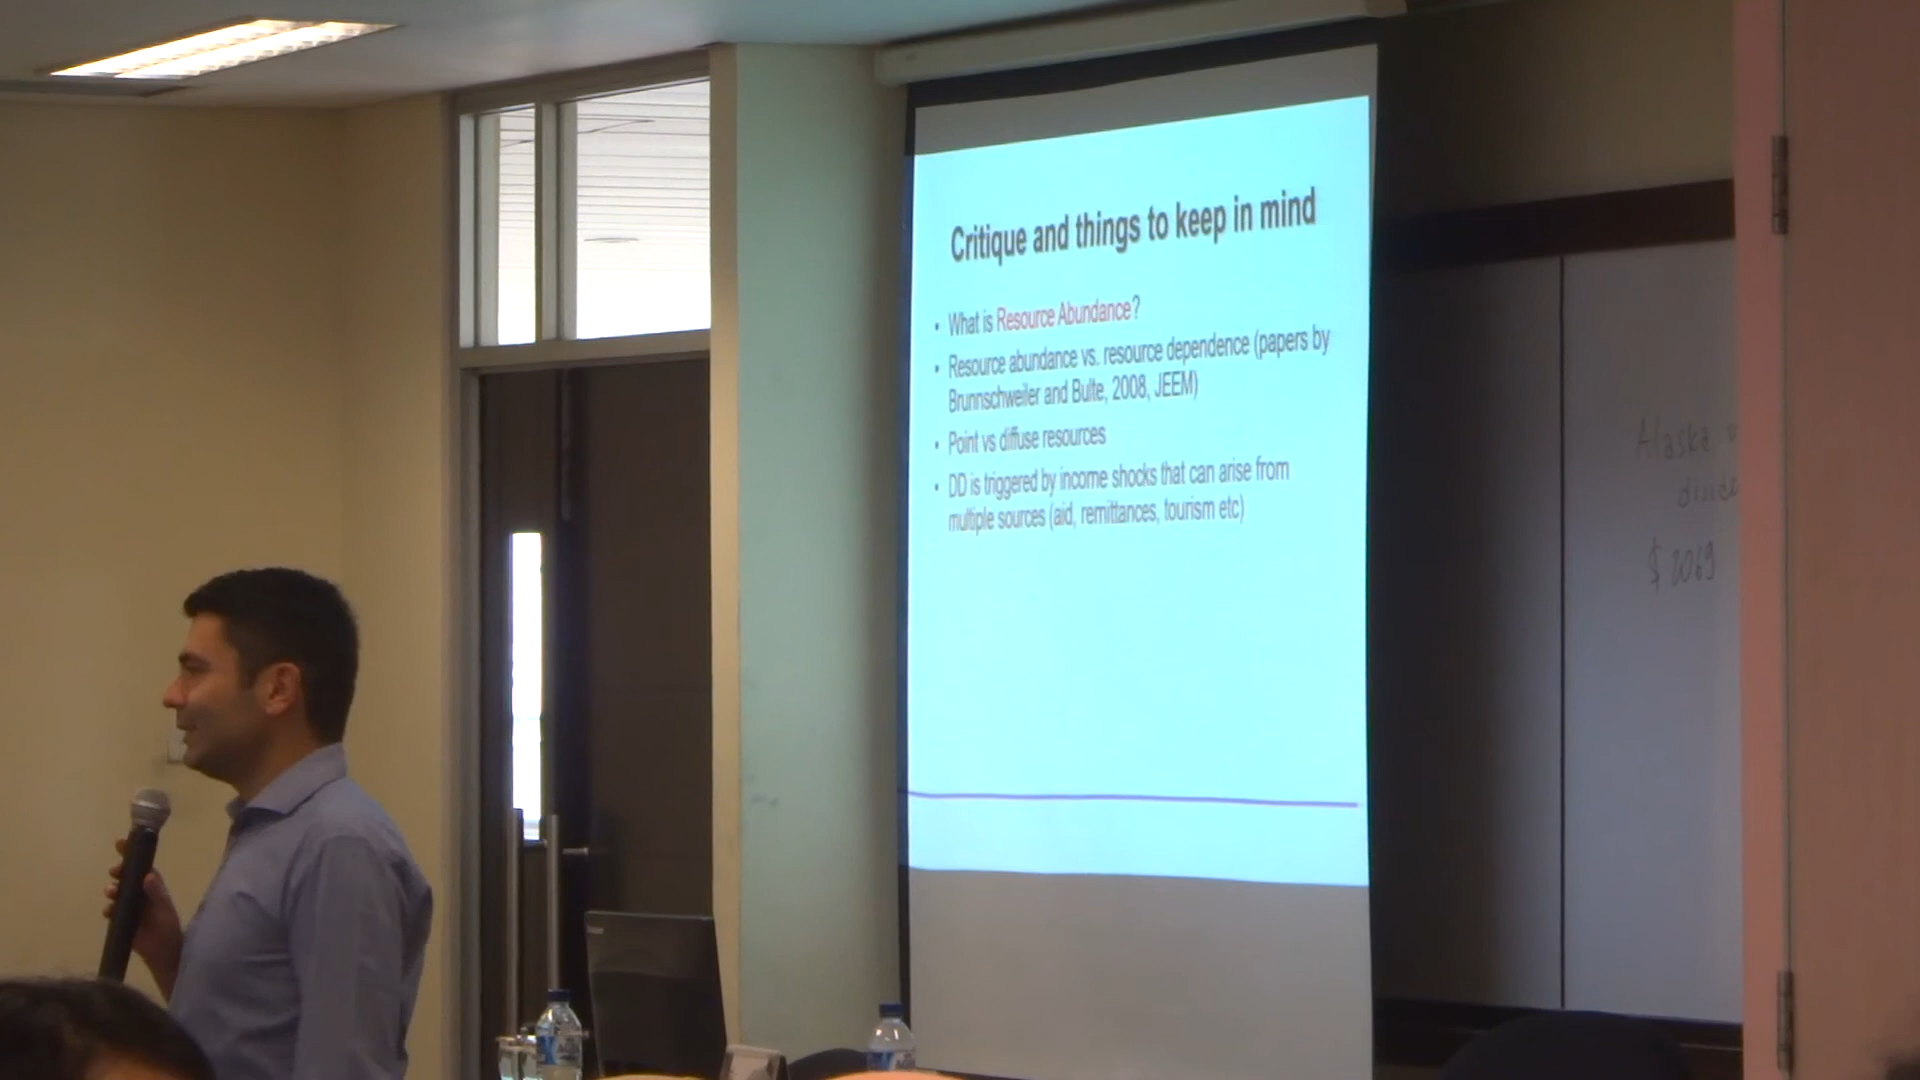 Critique and things to keep in mind
• What is Resource Abundance?
• Resource abundance vs. resource dependence (papers by
Brunnschweiler and Bulte, 2008, JEEM)
• Point vs diffuse resources
• DD is triggered by income shocks that can arise from
multiple sources (aid, remittances, tourism etc)
Alaska
$ 2069